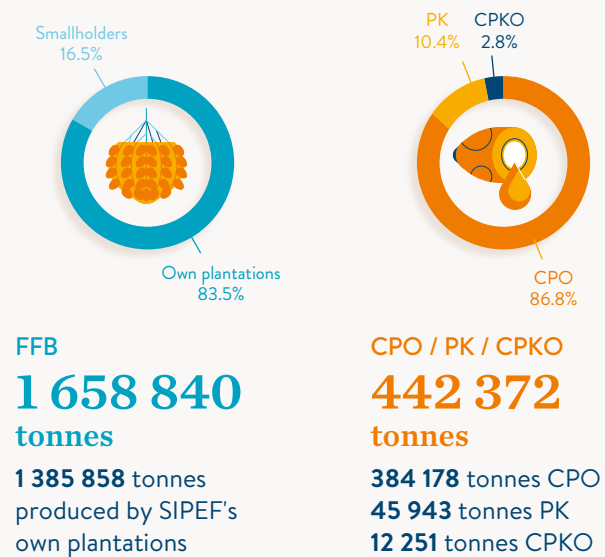 Smallholders
16.5%
Own plantations
83.5%
FFB
1 658 840
tonnes
1 385 858 tonnes
produced by SIPEF's
own plantations
PK
10.4%
CPKO
2.8%
CPO
86.8%
CPO / PK / CPKO
442 372
tonnes
384 178 tonnes CPO
45 943 tonnes PK
12 251 tonnes CPKO